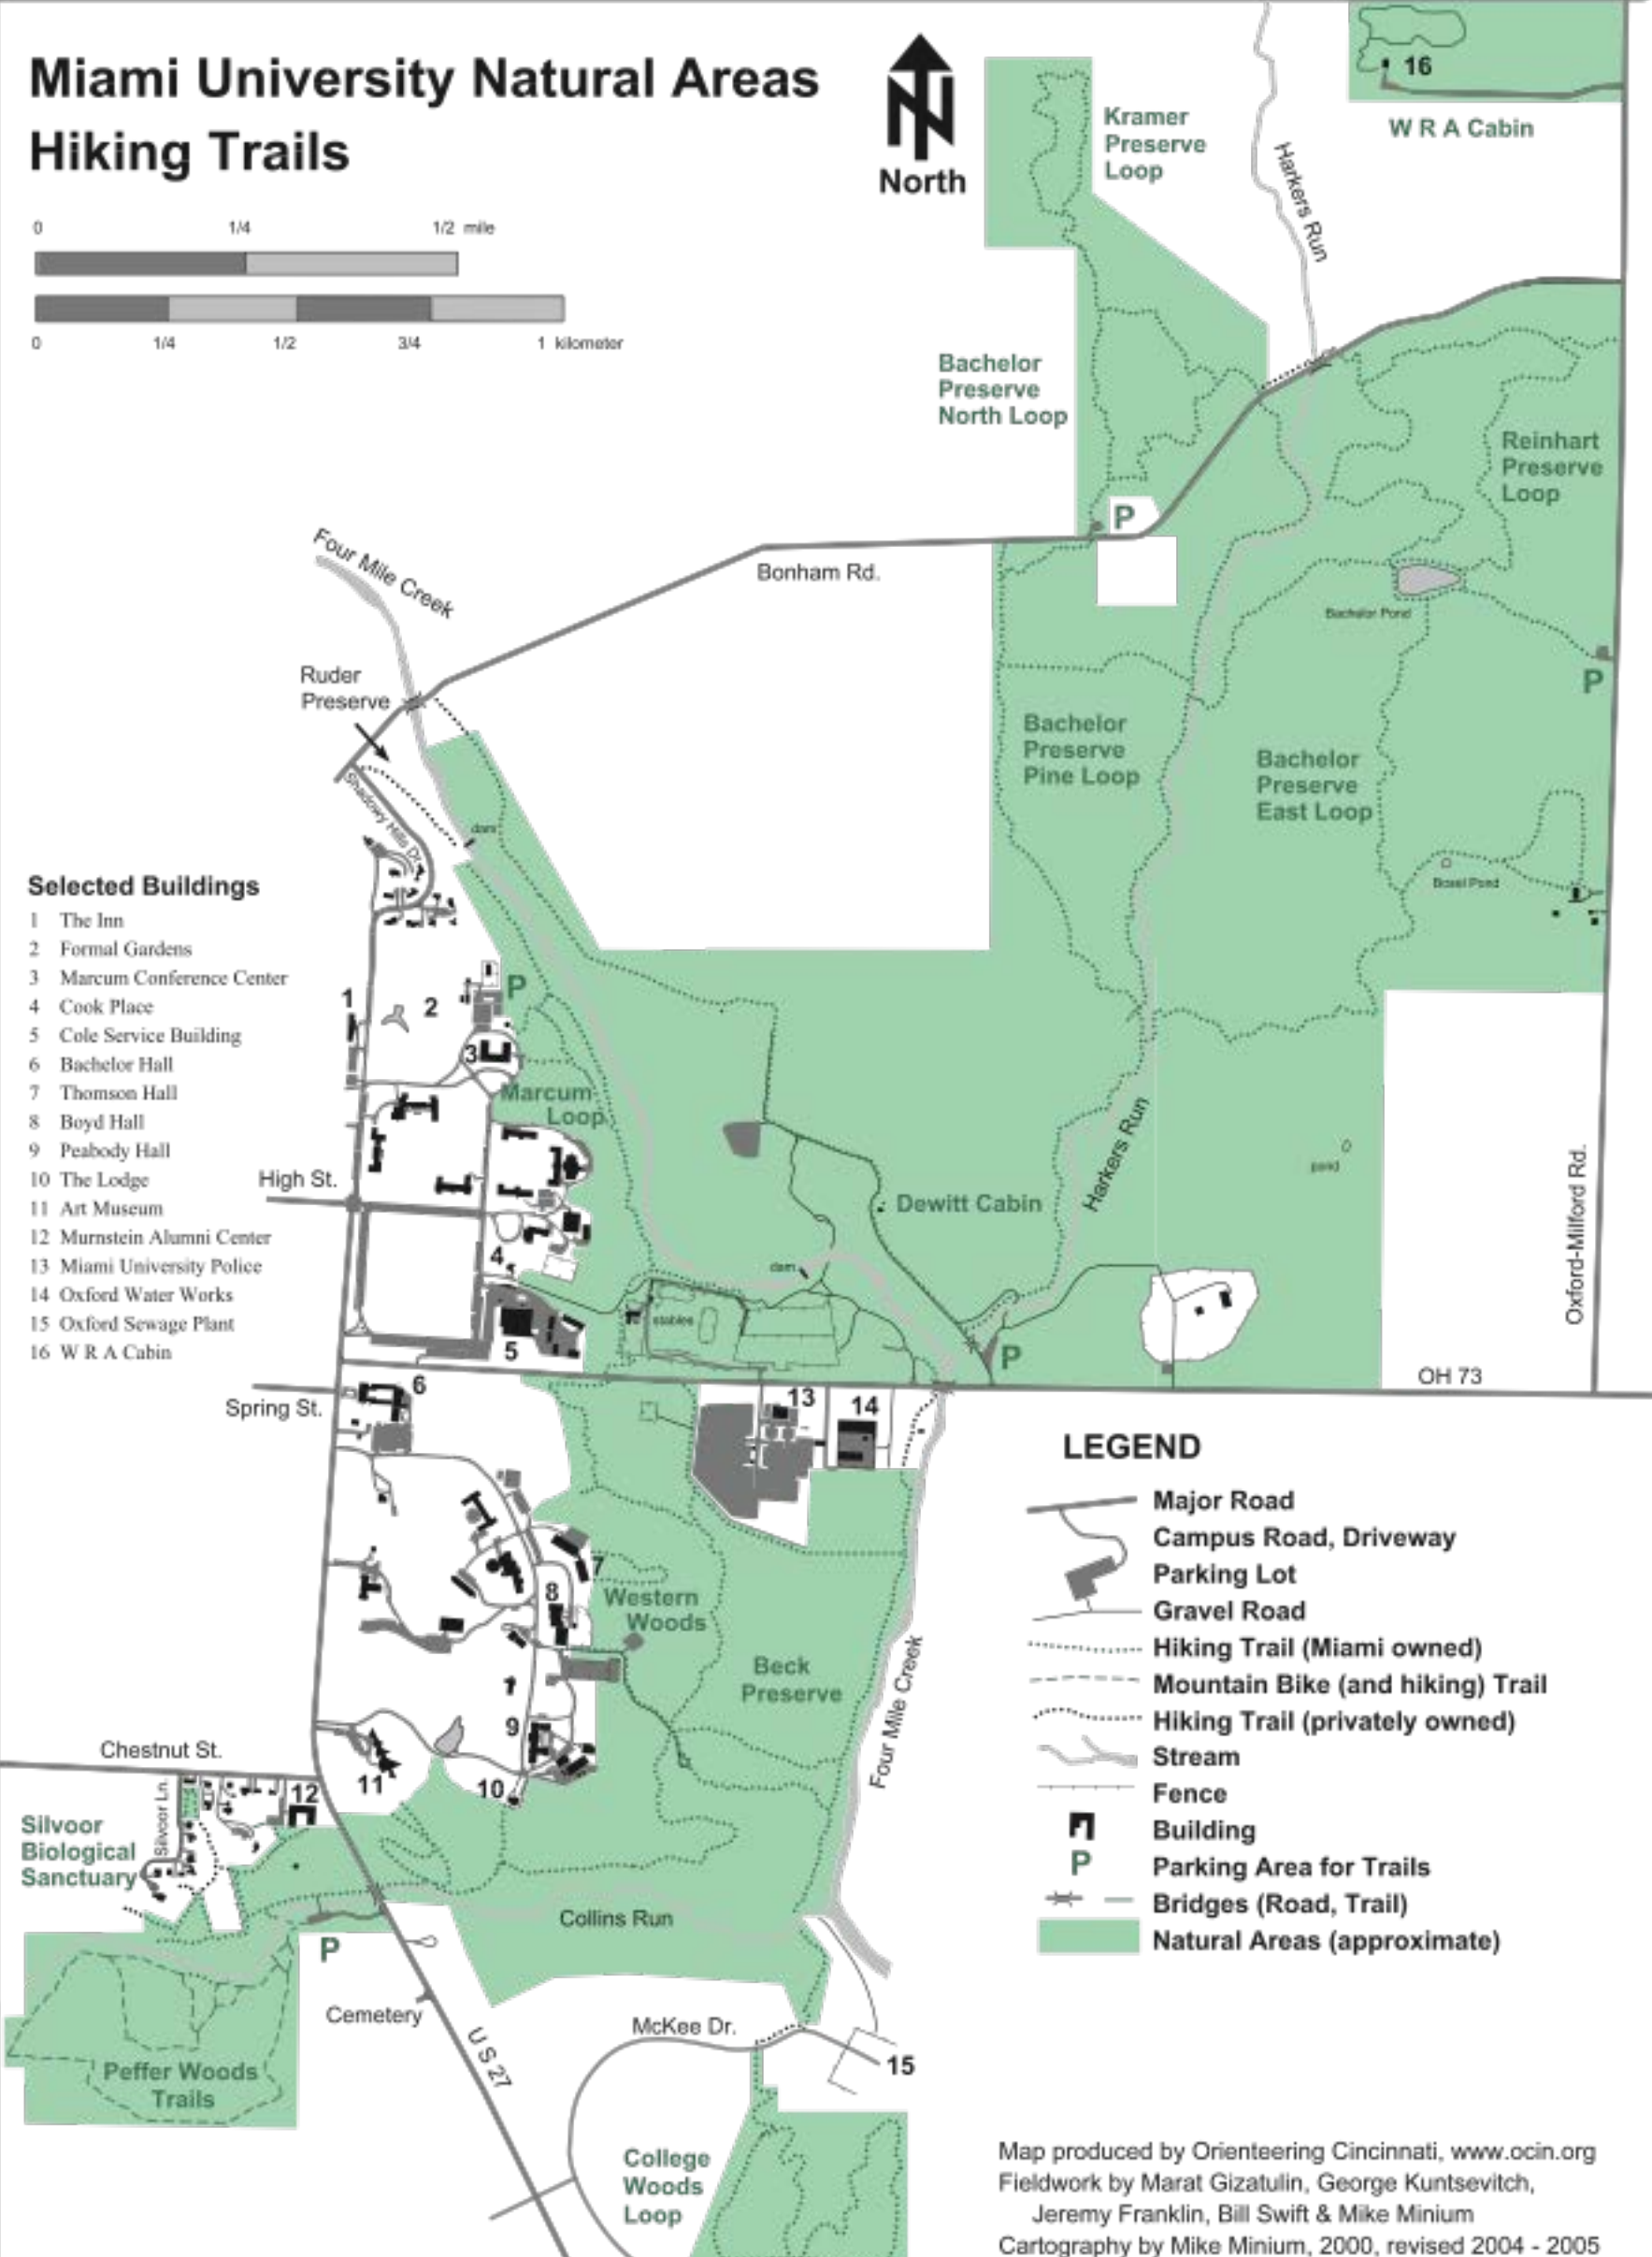 Miami University Natural Areas
Hiking Trails
0 1/4 1/2 mile
0 1/4 1/2 3/4 1 kilometer
North
Kramer
Preserve
Loop
Harkers Run
16
W R A Cabin
Bachelor
Preserve
North Loop
Reinhart
Preserve
Loop
P
Four Mile Creek
Bonham Rd.
Bachelor Pond
P
Ruder
Preserve
Shadowy Hills Dr.
dam
Bachelor
Preserve
Pine Loop
Bachelor
Preserve
East Loop
Boesel Pond
Selected Buildings
1 The Inn
2 Formal Gardens
3 Marcum Conference Center
4 Cook Place
5 Cole Service Building
6 Bachelor Hall
7 Thomson Hall
8 Boyd Hall
9 Peabody Hall
10 The Lodge
11 Art Museum
12 Murnstein Alumni Center
13 Miami University Police
14 Oxford Water Works
15 Oxford Sewage Plant
16 W R A Cabin
1
2
P
3
Marcum
Loop
High St.
4
5
Dewitt Cabin
Harkers Run
pond
Oxford-Milford Rd.
dam
stables
P
OH 73
Spring St.
6
13
14
7
8
Western
Woods
Beck
Preserve
Four Mile Creek
9
10
Chestnut St.
11
12
Silvoor Ln.
Silvoor
Biological
Sanctuary
Collins Run
P
Cemetery
U S 27
McKee Dr.
15
Peffer Woods
Trails
College
Woods
Loop
LEGEND
Major Road
Campus Road, Driveway
Parking Lot
Gravel Road
Hiking Trail (Miami owned)
Mountain Bike (and hiking) Trail
Hiking Trail (privately owned)
Stream
Fence
Building
P Parking Area for Trails
Bridges (Road, Trail)
Natural Areas (approximate)
Map produced by Orienteering Cincinnati, www.ocin.org
Fieldwork by Marat Gizatulin, George Kuntsevitch,
Jeremy Franklin, Bill Swift & Mike Minium
Cartography by Mike Minium, 2000, revised 2004 - 2005